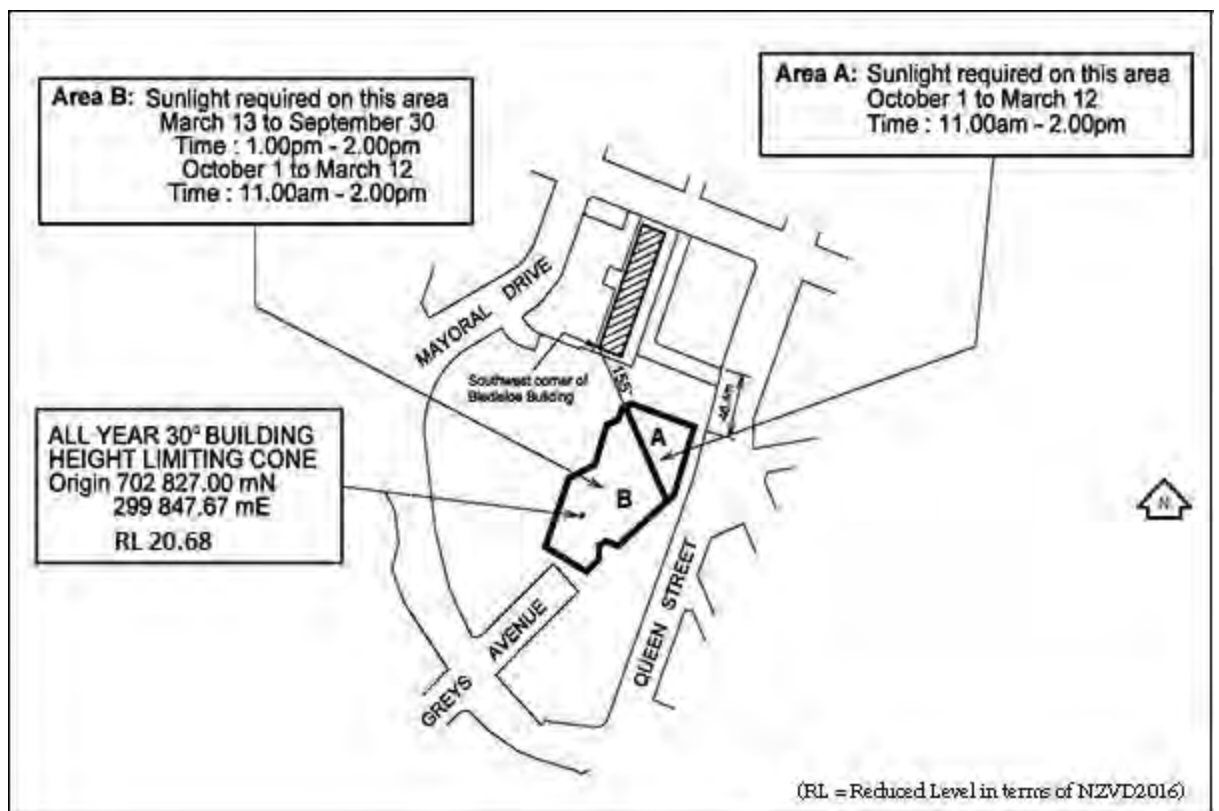 Area B: Sunlight required on this area
March 13 to September 30
Time : 1.00pm - 2.00pm
October 1 to March 12
Time : 11.00am - 2.00pm
Area A: Sunlight required on this area
October 1 to March 12
Time : 11.00am - 2.00pm
MAYORAL DRIVE
Southwest corner of
Bledisloe Building
155°
46.4m
A
B
ALL YEAR 30° BUILDING
HEIGHT LIMITING CONE
Origin 702 827.00 mN
299 847.67 mE
RL 20.68
N
QUEEN STREET
GREYS AVENUE
(RL = Reduced Level in terms of NZVD2016)